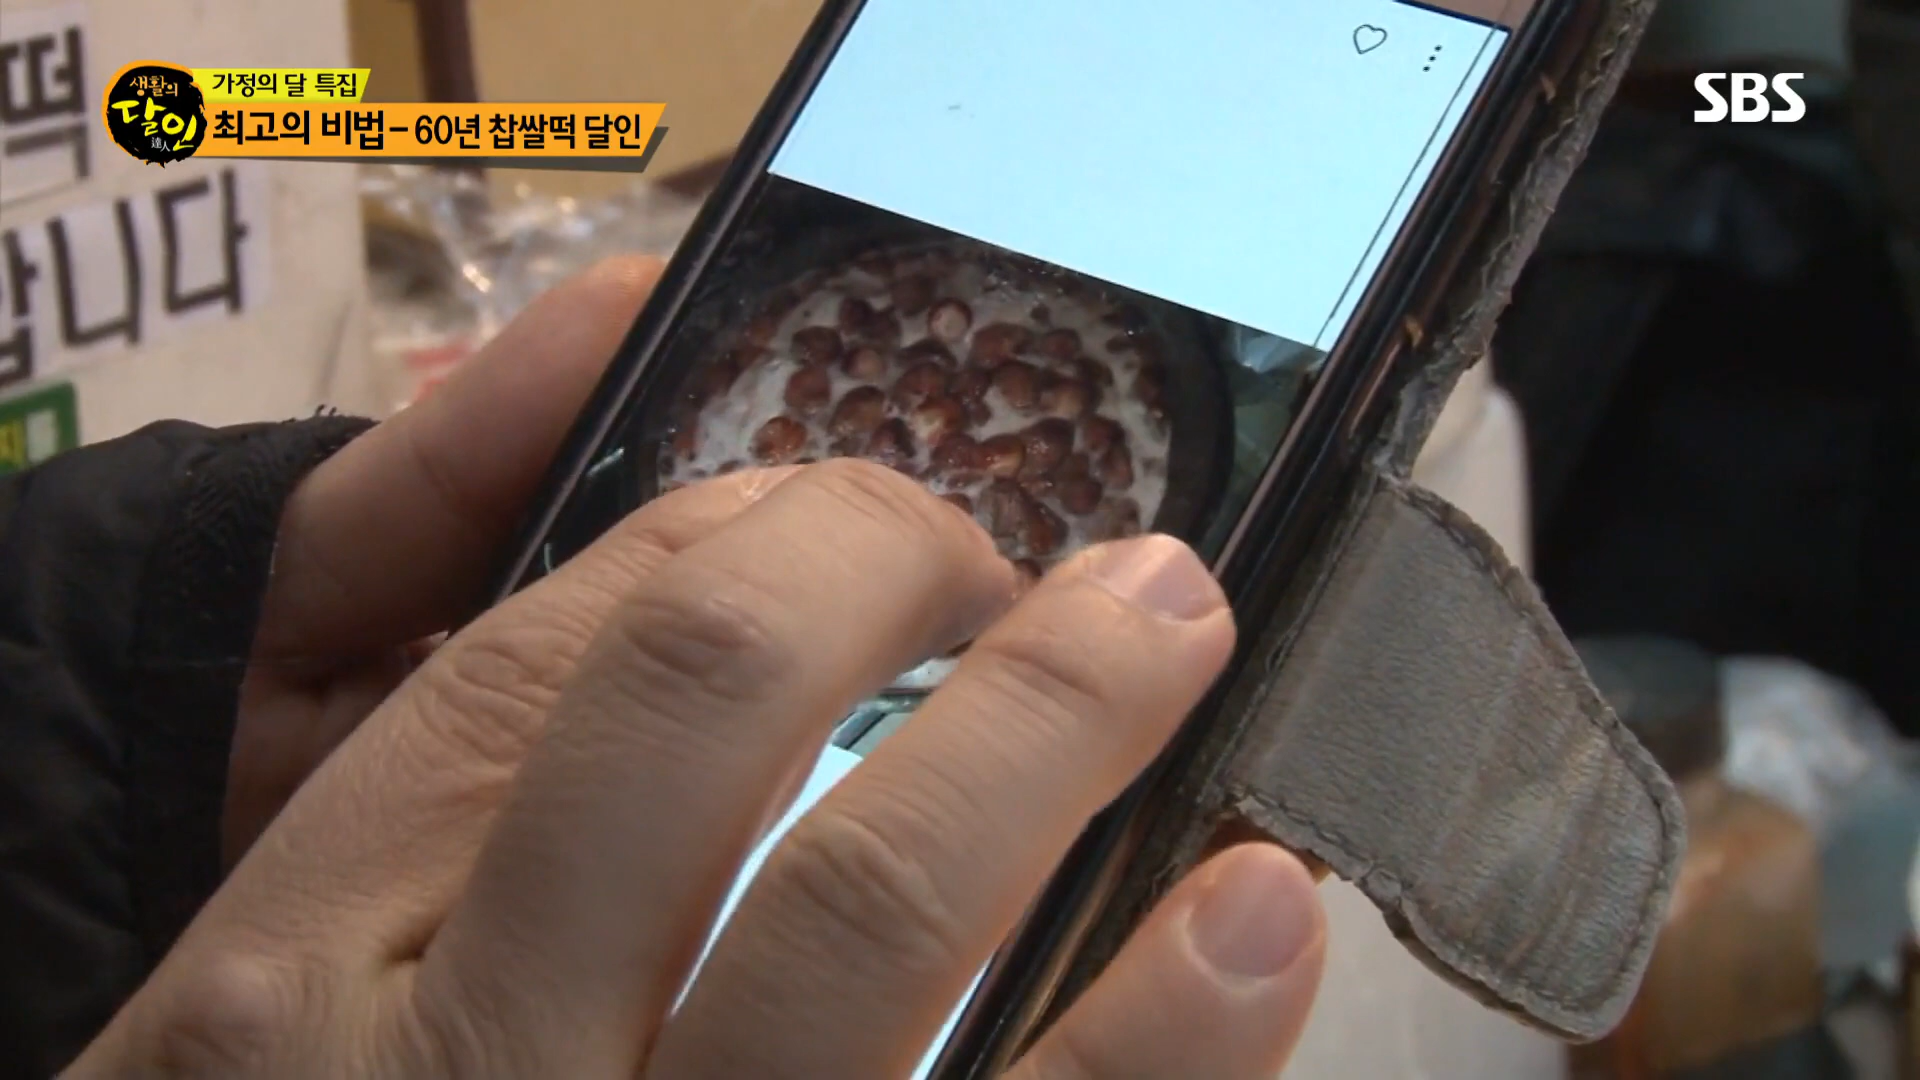 생활의
달인
達人
가정의 달 특집
최고의 비법 - 60년 찹쌀떡 달인
SBS
떡
합니다